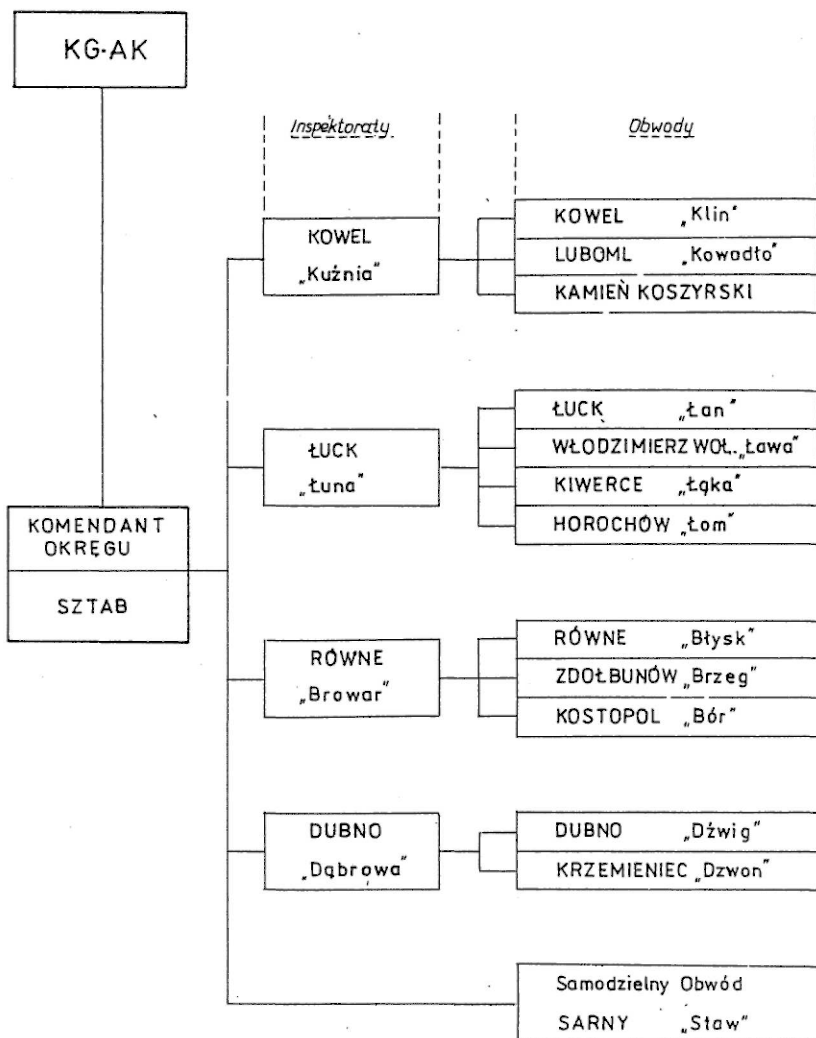 KG-AK
Inspektoraty
Obwody
KOWEL
„Kuźnia”
KOWEL „Klin”
LUBOML „Kowadło”
KAMIEŃ KOSZYRSKI
ŁUCK
„Łuna”
ŁUCK „Łan”
WŁODZIMIERZ WOŁ. „Ława”
KIWERCE „Łąka”
HOROCHÓW „Łom”
KOMENDANT
OKRĘGU
SZTAB
RÓWNE
„Browar”
RÓWNE „Błysk”
ZDOŁBUNÓW „Brzeg”
KOSTOPOL „Bór”
DUBNO
„Dąbrowa”
DUBNO „Dźwig”
KRZEMIENIEC „Dzwon”
Samodzielny Obwód
SARNY „Staw”